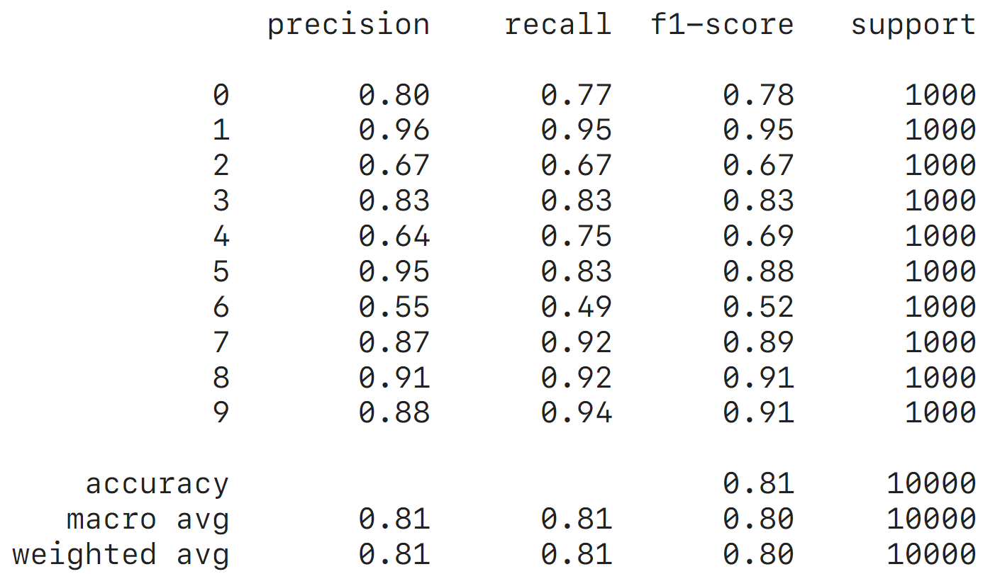 precision recall f1-score support
0 0.80 0.77 0.78 1000
1 0.96 0.95 0.95 1000
2 0.67 0.67 0.67 1000
3 0.83 0.83 0.83 1000
4 0.64 0.75 0.69 1000
5 0.95 0.83 0.88 1000
6 0.55 0.49 0.52 1000
7 0.87 0.92 0.89 1000
8 0.91 0.92 0.91 1000
9 0.88 0.94 0.91 1000
accuracy 0.81 10000
macro avg 0.81 0.81 0.80 10000
weighted avg 0.81 0.81 0.80 10000